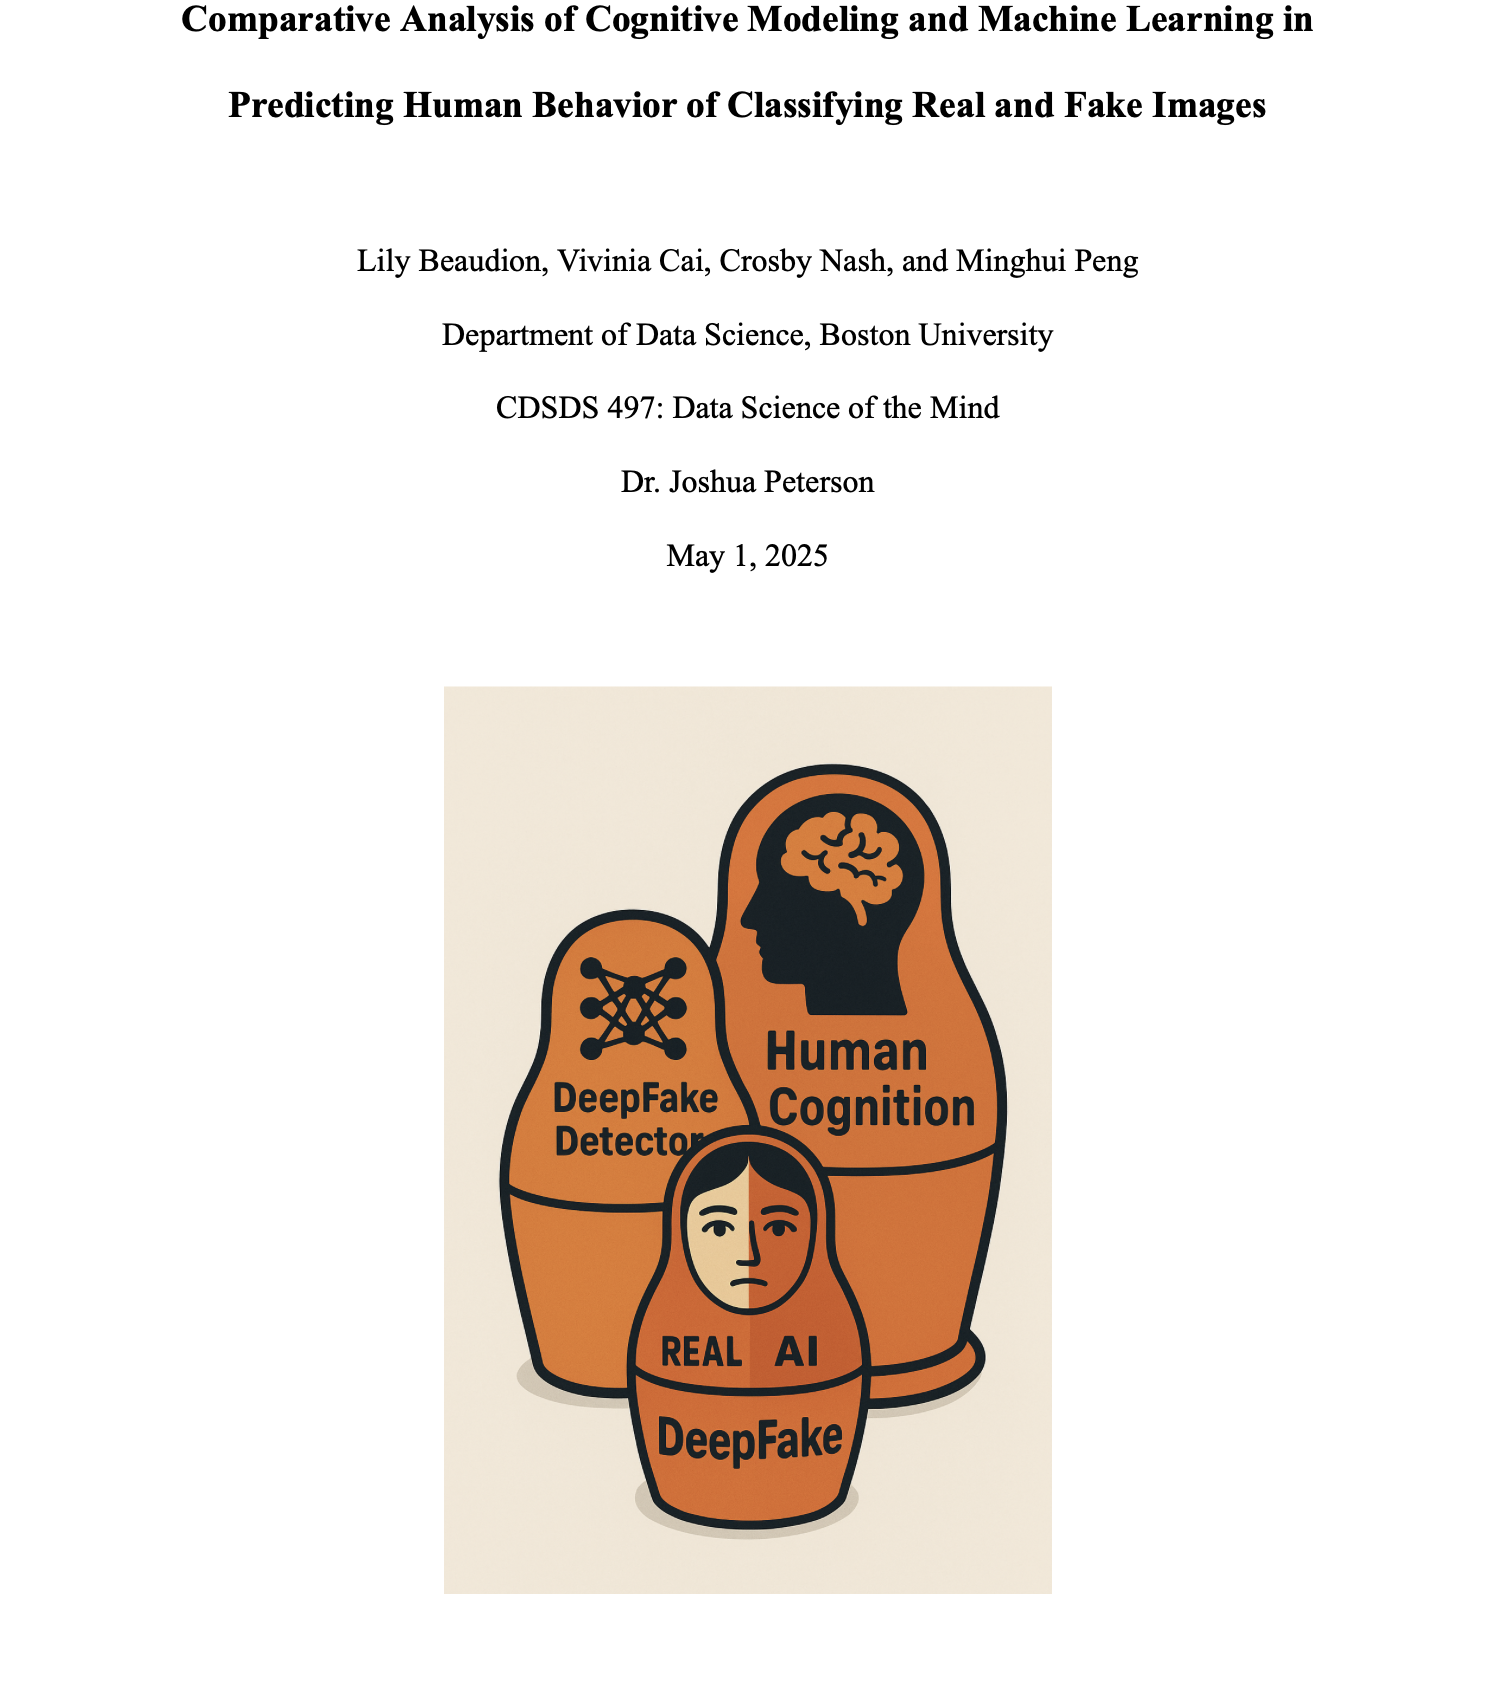 Comparative Analysis of Cognitive Modeling and Machine Learning in
Predicting Human Behavior of Classifying Real and Fake Images
Lily Beaudion, Vivinia Cai, Crosby Nash, and Minghui Peng
Department of Data Science, Boston University
CDSDS 497: Data Science of the Mind
Dr. Joshua Peterson
May 1, 2025
Human
Cognition
DeepFake
Detector
REAL AI
DeepFake